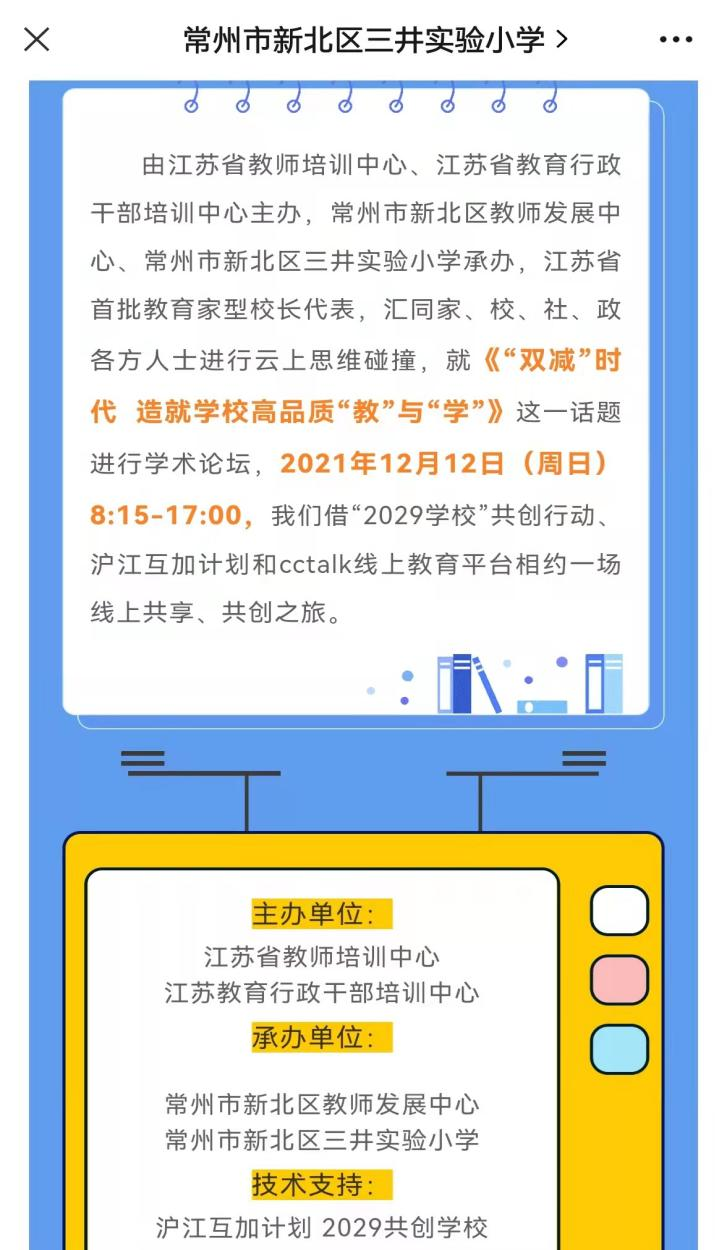 常州市新北区三井实验小学
由江苏省教师培训中心、江苏省教育行政
干部培训中心主办，常州市新北区教师发展中
心、常州市新北区三井实验小学承办，江苏省
首批教育家型校长代表，汇同家、校、社、政
各方人士进行云上思维碰撞，就《“双减”时
代 造就学校高品质“教”与“学”》这一话题
进行学术论坛，2021年12月12日（周日）
8:15-17:00，我们借“2029学校”共创行动、
沪江互加计划和cctalk线上教育平台相约一场
线上共享、共创之旅。
主办单位：
江苏省教师培训中心
江苏教育行政干部培训中心
承办单位：
常州市新北区教师发展中心
常州市新北区三井实验小学
技术支持：
沪江互加计划 2029共创学校